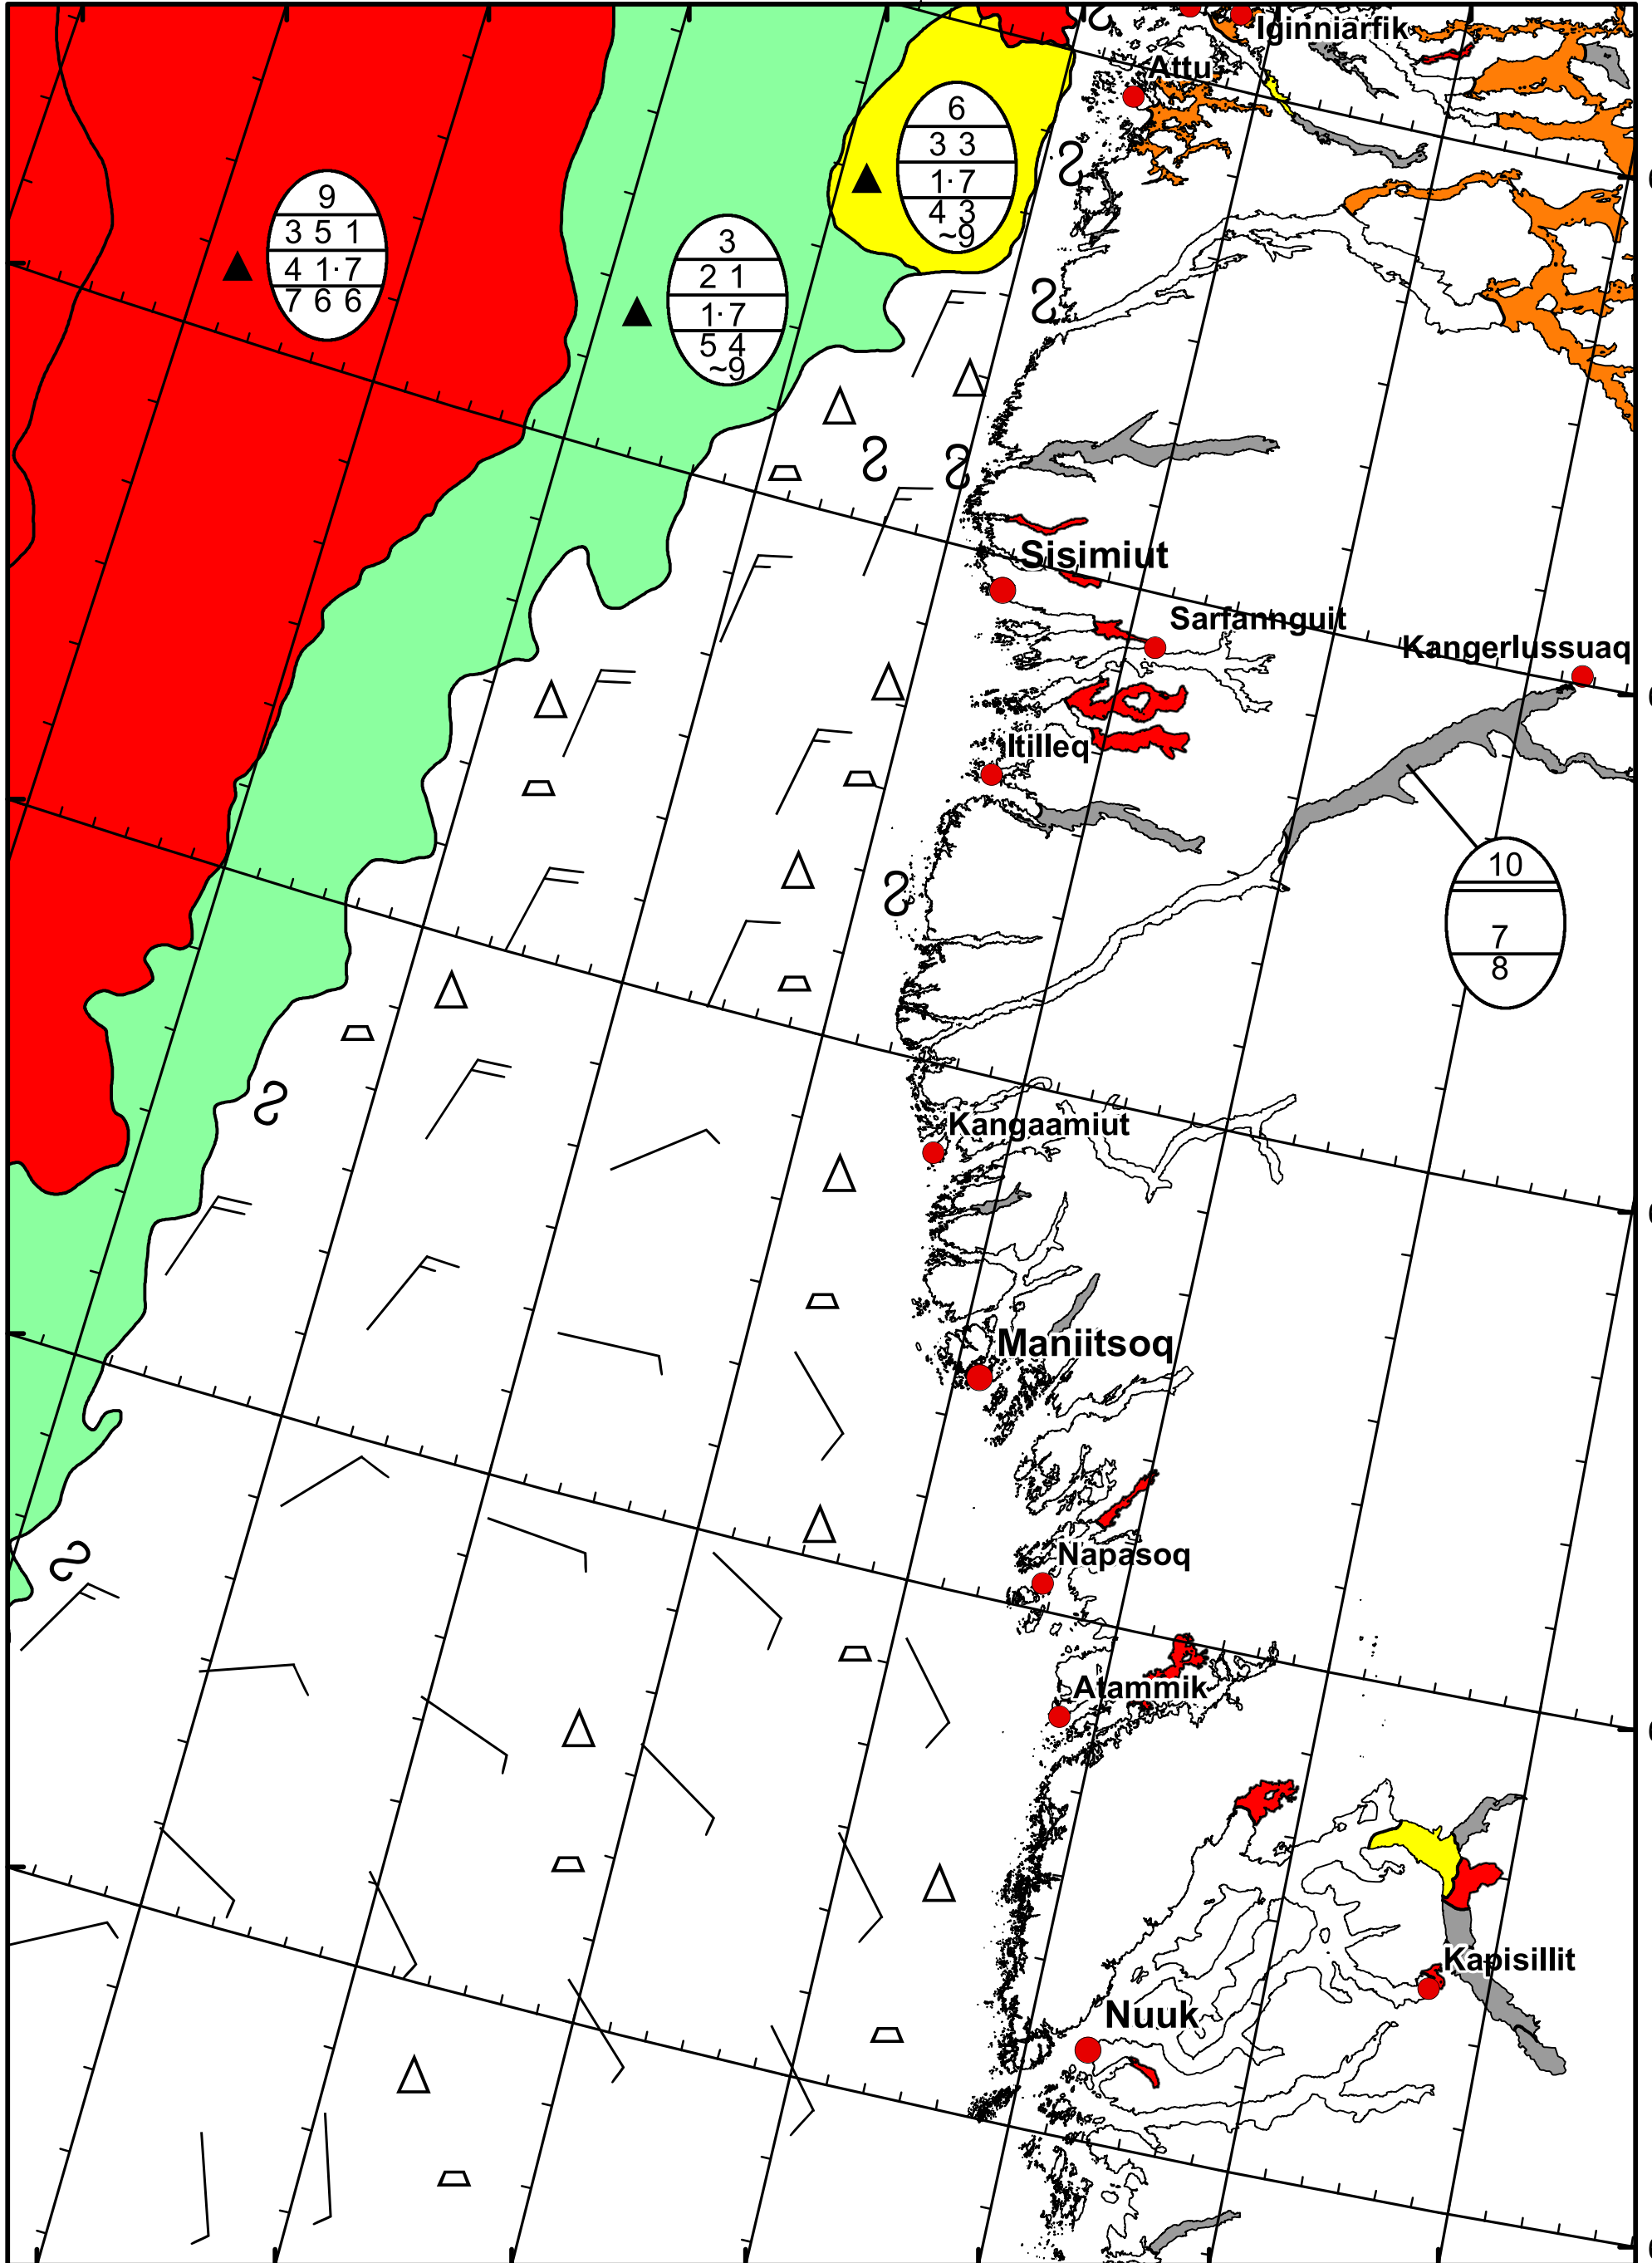 Iginniarfik
Attu
6
3 3
1·7
4 3
~9
9
3 5 1
4 1·7
7 6 6
3
2 1
1·7
5 4
~9
Sisimiut
Sarfannguit
Kangerlussuaq
Itilleq
10
7
8
Kangaamiut
Maniitsoq
Napasoq
Atammik
Kapisillit
Nuuk